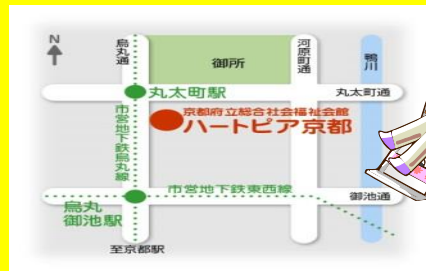 N
烏丸通
御所
河原町通
鴨川
丸太町駅
丸太町通
京都府立総合社会福祉会館
ハートピア京都
市営地下鉄烏丸線
市営地下鉄東西線
烏丸
御池駅
御池通
至京都駅